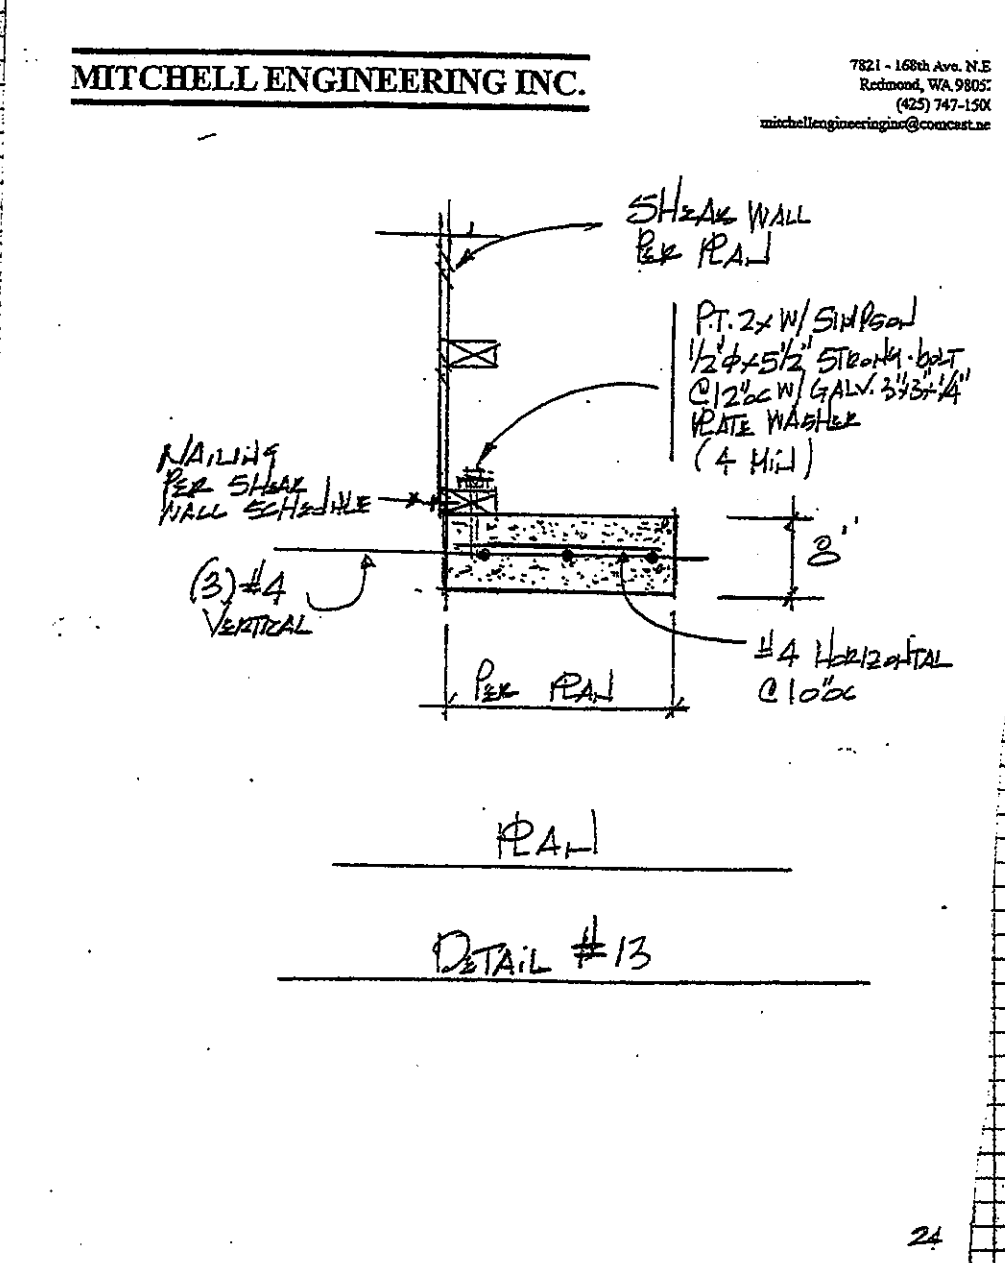 MITCHELL ENGINEERING INC.
7821 - 168th Ave. N.E
Redmond, WA 9805
(425) 747-150
mitchellengineeringinc@comcast.ne
SHEAR WALL
PER PLAN
P.T. 2x W/ SIMPSON
1/2"φx5 1/2" STRONG-bOLT
@12"oc W/ GALV. 3"x3"x1/4"
PLATE WASHER
(4 MIN)
NAILING
PER SHEAR
WALL SCHEDULE
8"
(3) #4
VERTICAL
#4 HORIZONTAL
@10"oc
PER PLAN
PLAN
DETAIL #13
24